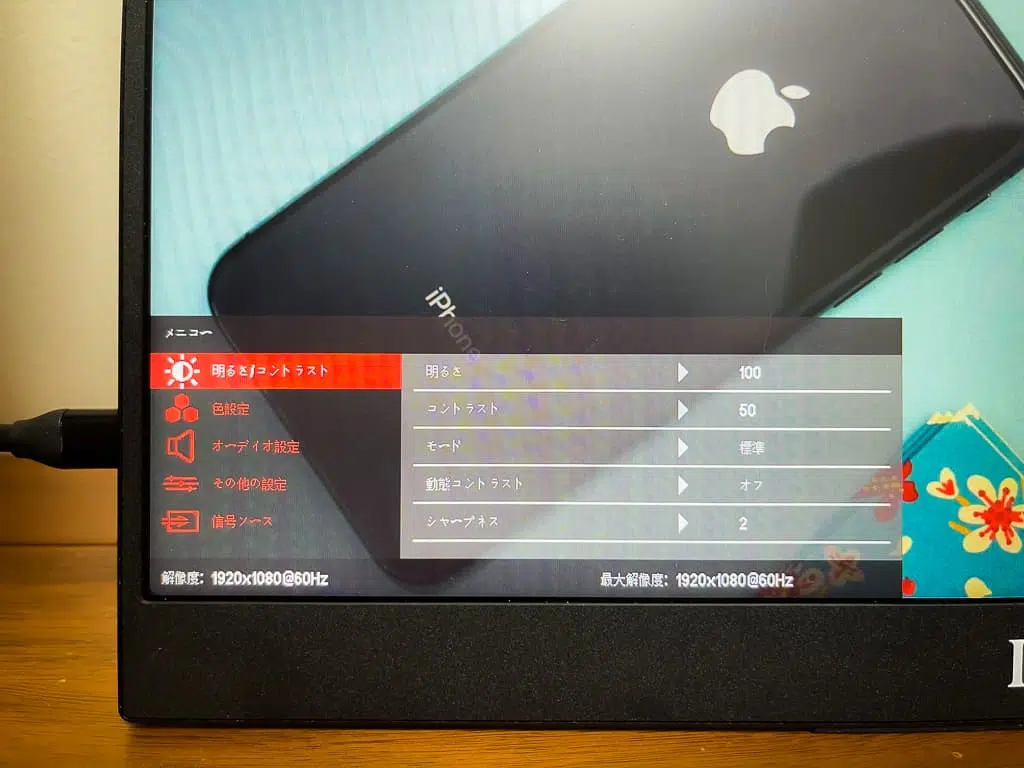 iPhone
メニュー
明るさ/コントラスト
明るさ 100
色設定
コントラスト 50
オーディオ設定
モード 標準
その他の設定
動態コントラスト オフ
信号ソース
シャープネス 2
解像度: 1920x1080@60Hz 最大解像度: 1920x1080@60Hz